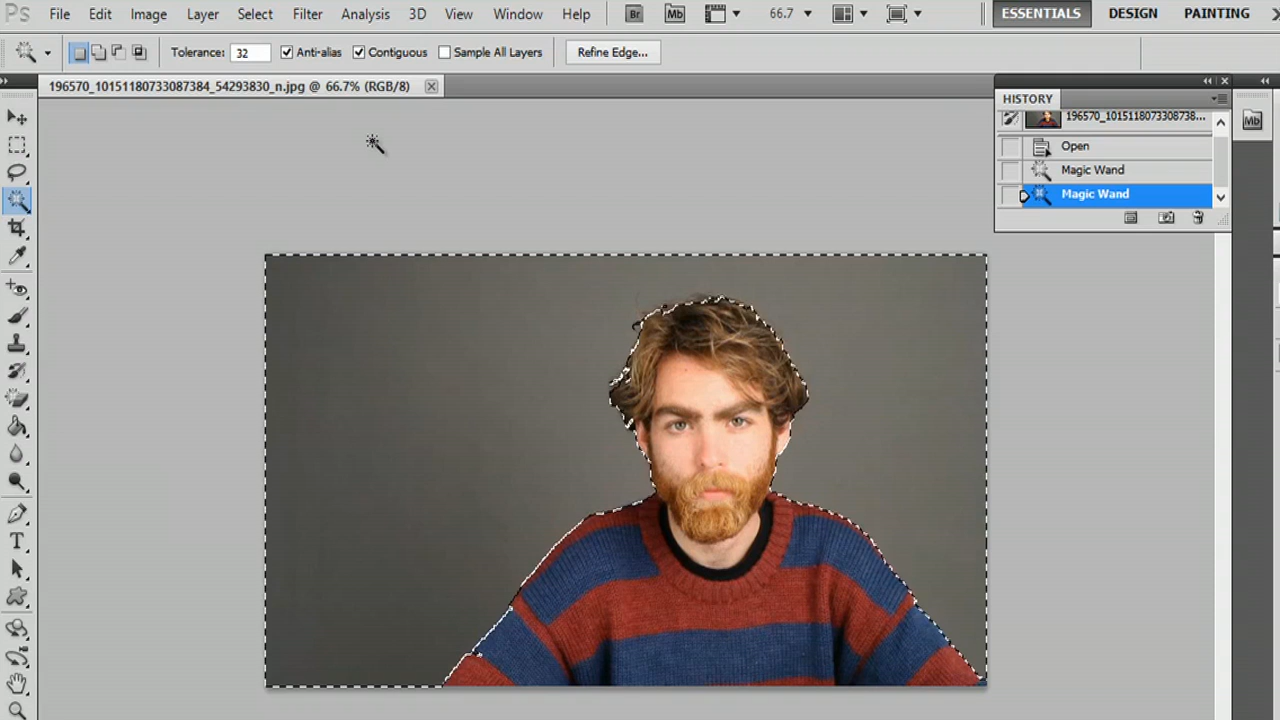 Ps File Edit Image Layer Select Filter Analysis 3D View Window Help Br Mb 66.7 ESSENTIALS DESIGN PAINTING
Tolerance: 32 Anti-alias Contiguous Sample All Layers Refine Edge...
196570_10151180733087384_54293830_n.jpg @ 66.7% (RGB/8)
HISTORY
196570_1015118073308738...
Mb
Open
Magic Wand
Magic Wand
T